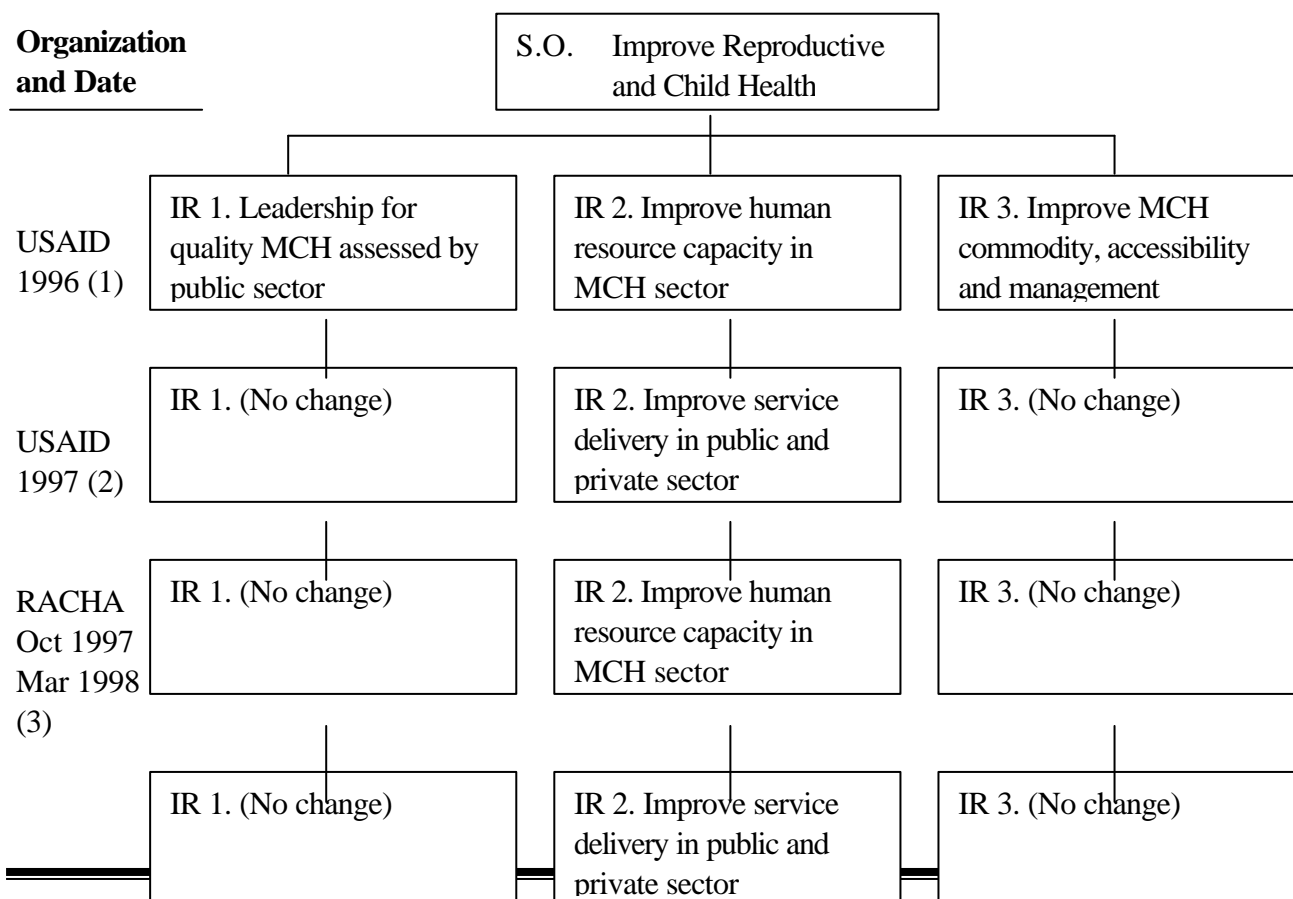 Organization
and Date
S.O. Improve Reproductive
and Child Health
USAID
1996 (1)
IR 1. Leadership for
quality MCH assessed by
public sector
IR 2. Improve human
resource capacity in
MCH sector
IR 3. Improve MCH
commodity, accessibility
and management
USAID
1997 (2)
IR 1. (No change)
IR 2. Improve service
delivery in public and
private sector
IR 3. (No change)
RACHA
Oct 1997
Mar 1998
(3)
IR 1. (No change)
IR 2. Improve human
resource capacity in
MCH sector
IR 3. (No change)
IR 1. (No change)
IR 2. Improve service
delivery in public and
private sector
IR 3. (No change)